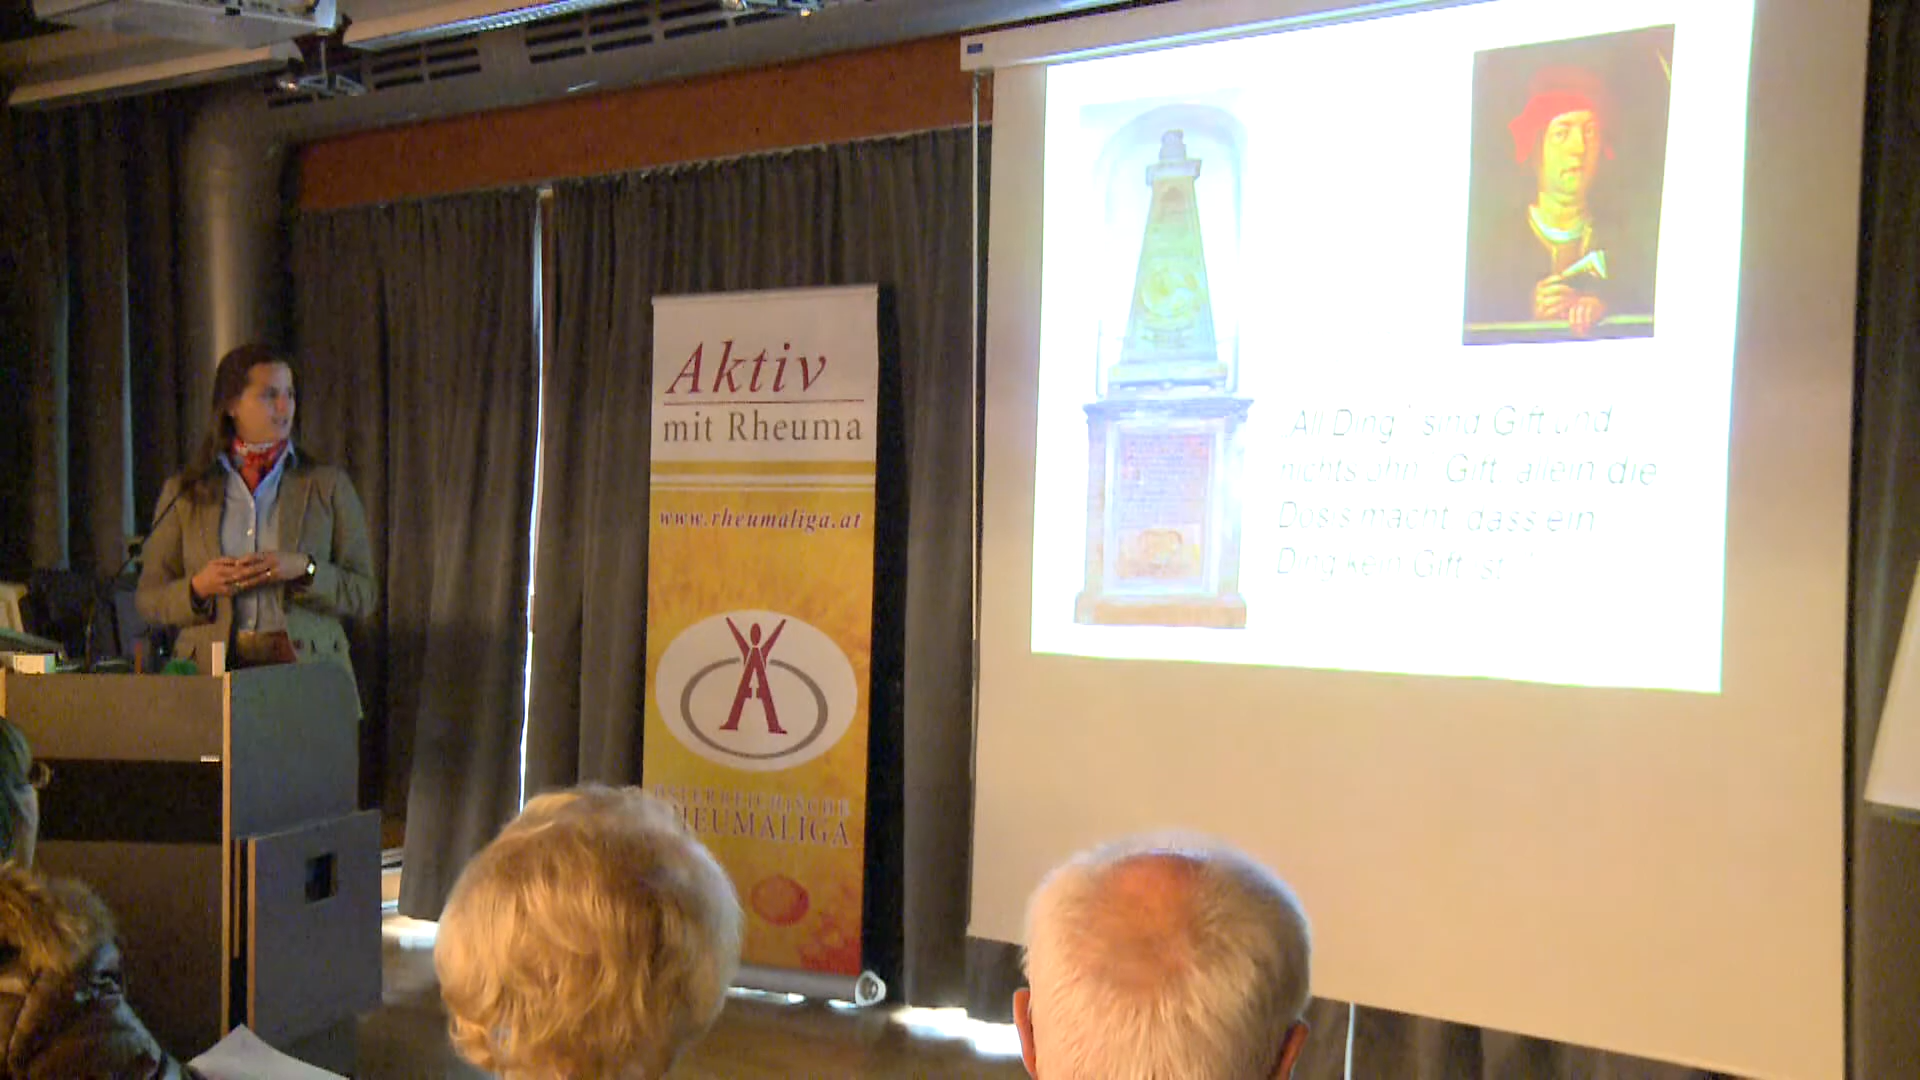 Aktiv
mit Rheuma
www.rheumaliga.at
ÖSTERREICHISCHE
RHEUMALIGA
„All Ding´ sind Gift und
nichts ohn´ Gift, allein die
Dosis macht, dass ein
Ding kein Gift ist.“